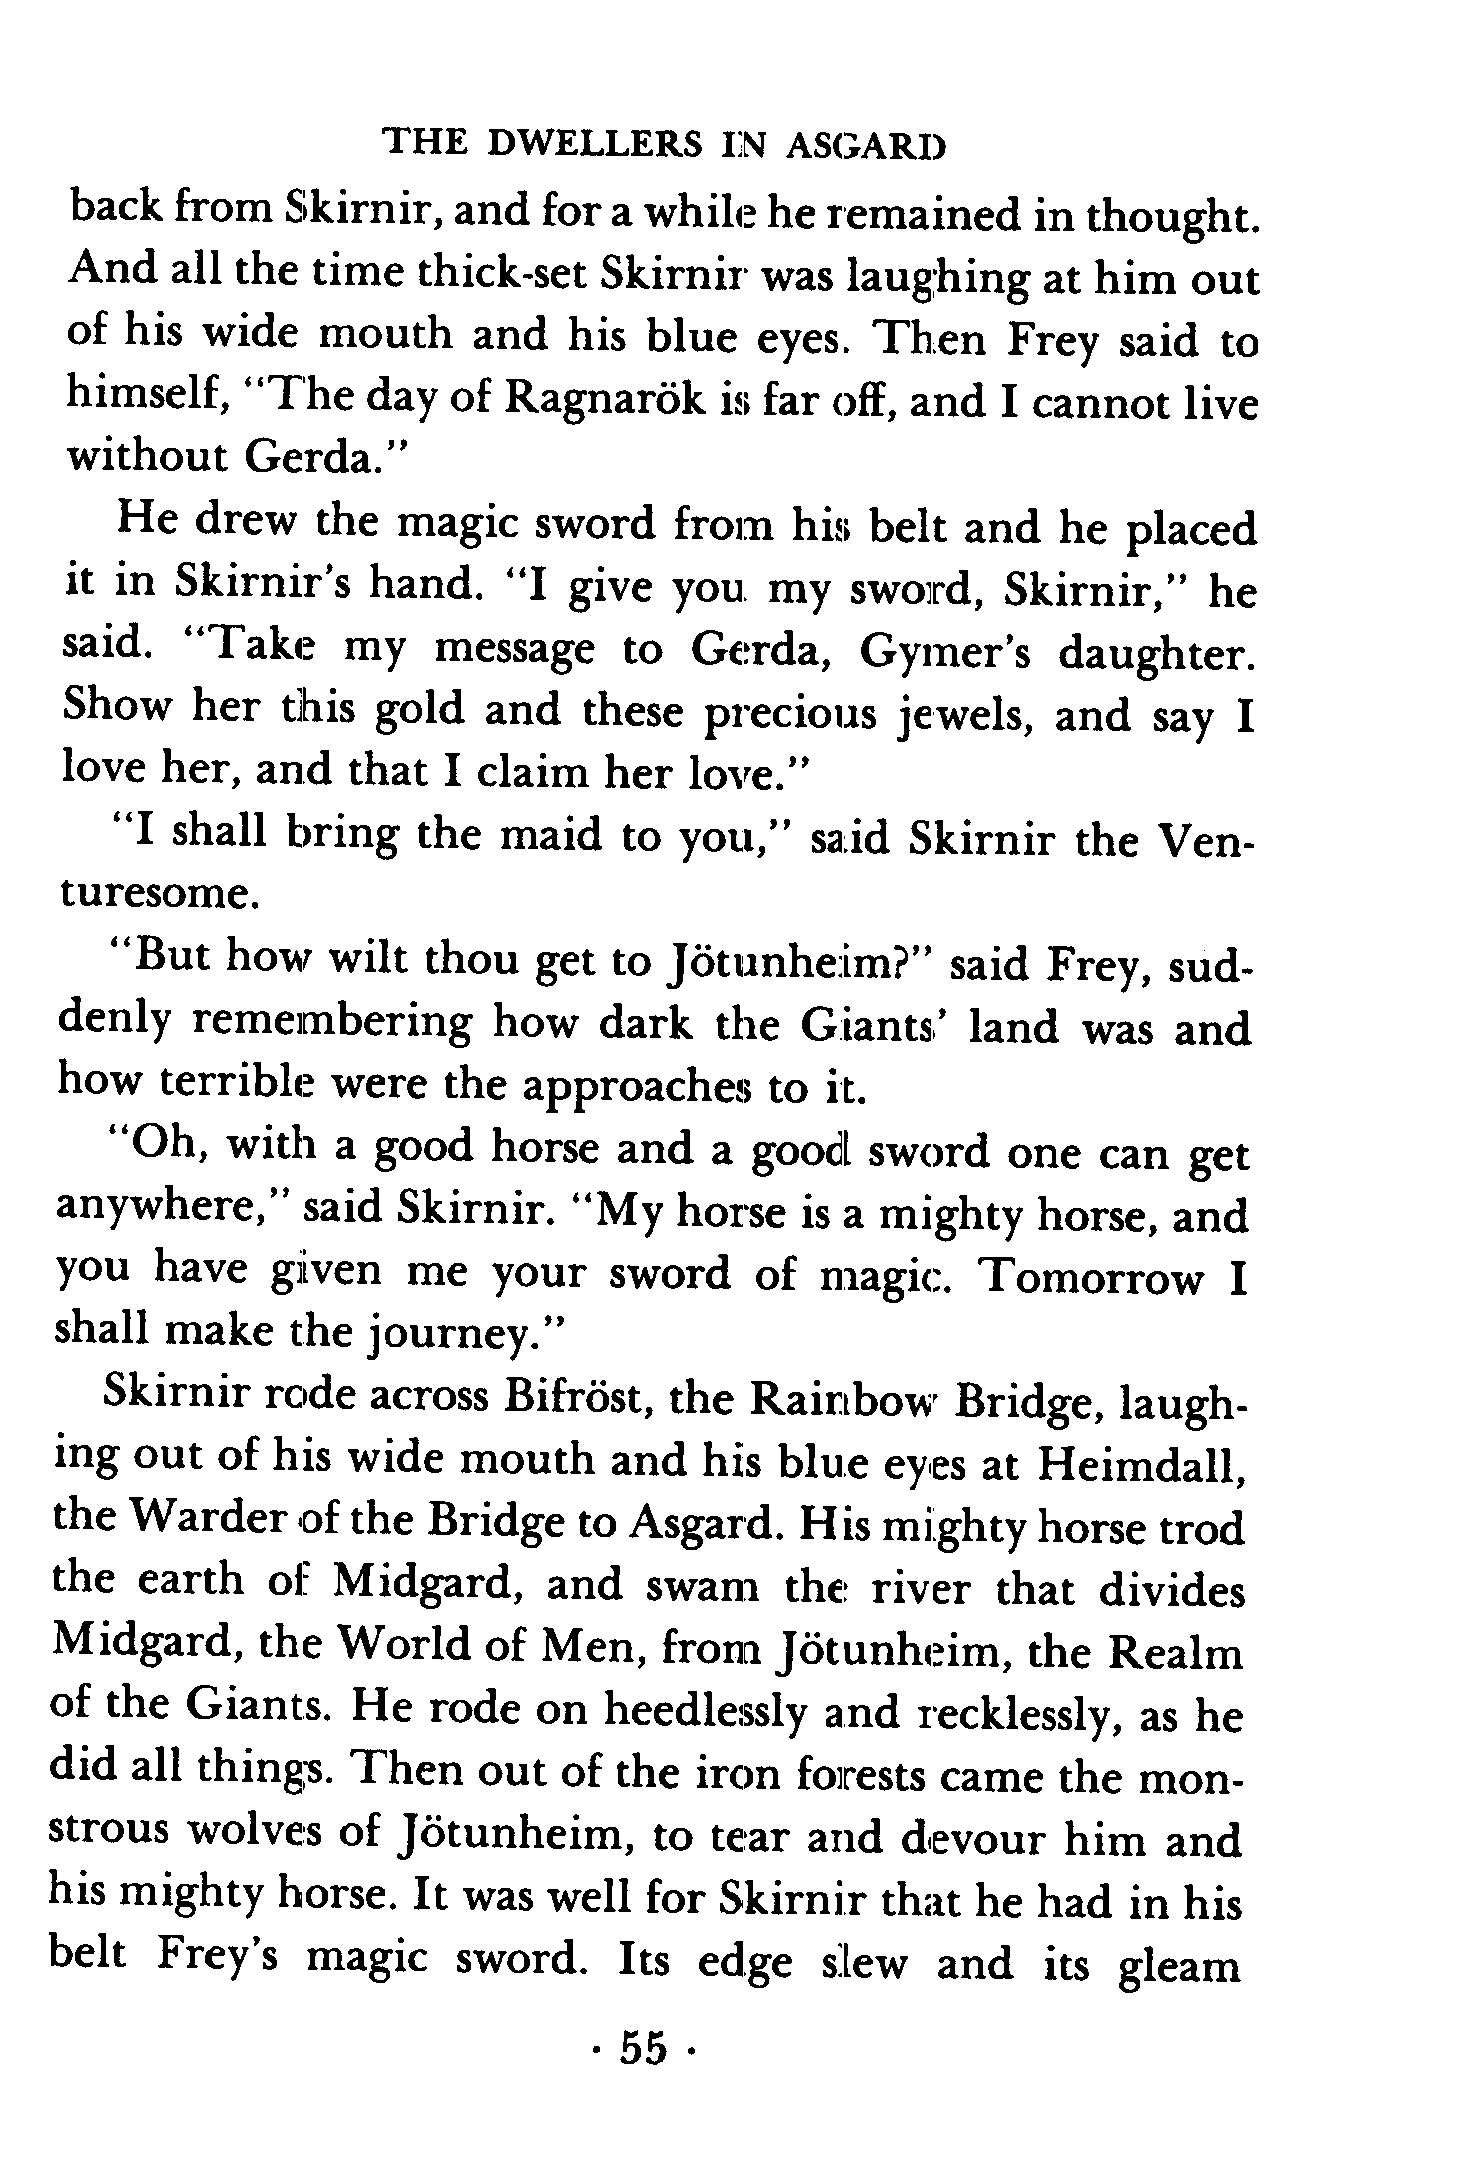 THE DWELLERS IN ASGARD
back from Skirnir, and for a while he remained in thought.
And all the time thick-set Skirnir was laughing at him out
of his wide mouth and his blue eyes. Then Frey said to
himself, “The day of Ragnarök is far off, and I cannot live
without Gerda.”
He drew the magic sword from his belt and he placed
it in Skirnir’s hand. “I give you my sword, Skirnir,” he
said. “Take my message to Gerda, Gymer’s daughter.
Show her this gold and these precious jewels, and say I
love her, and that I claim her love.”
“I shall bring the maid to you,” said Skirnir the Ven-
turesome.
“But how wilt thou get to Jötunheim?” said Frey, sud-
denly remembering how dark the Giants’ land was and
how terrible were the approaches to it.
“Oh, with a good horse and a good sword one can get
anywhere,” said Skirnir. “My horse is a mighty horse, and
you have given me your sword of magic. Tomorrow I
shall make the journey.”
Skirnir rode across Bifröst, the Rainbow Bridge, laugh-
ing out of his wide mouth and his blue eyes at Heimdall,
the Warder of the Bridge to Asgard. His mighty horse trod
the earth of Midgard, and swam the river that divides
Midgard, the World of Men, from Jötunheim, the Realm
of the Giants. He rode on heedlessly and recklessly, as he
did all things. Then out of the iron forests came the mon-
strous wolves of Jötunheim, to tear and devour him and
his mighty horse. It was well for Skirnir that he had in his
belt Frey’s magic sword. Its edge slew and its gleam
· 55 ·